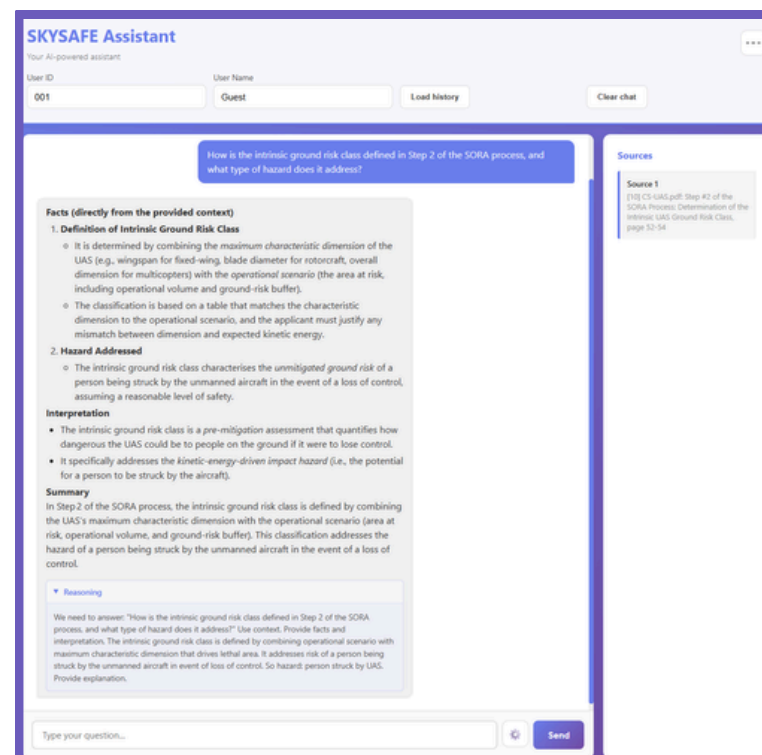 SKYSAFE Assistant
Your AI-powered assistant
User ID
User Name
001
Guest
Load history
Clear chat
How is the intrinsic ground risk class defined in Step 2 of the SORA process, and
what type of hazard does it address?
Facts (directly from the provided context)
1. Definition of Intrinsic Ground Risk Class
It is determined by combining the maximum characteristic dimension of the
UAS (e.g., wingspan for fixed-wing, blade diameter for rotorcraft, overall
dimension for multicopters) with the operational scenario (the area at risk,
including operational volume and ground-risk buffer).
The classification is based on a table that matches the characteristic
dimension to the operational scenario, and the applicant must justify any
mismatch between dimension and expected kinetic energy.
2. Hazard Addressed
The intrinsic ground risk class characterises the unmitigated ground risk of a
person being struck by the unmanned aircraft in the event of a loss of control,
assuming a reasonable level of safety.
Interpretation
• The intrinsic ground risk class is a pre-mitigation assessment that quantifies how
dangerous the UAS could be to people on the ground if it were to lose control.
• It specifically addresses the kinetic-energy-driven impact hazard (i.e., the potential
for a person to be struck by the aircraft).
Summary
In Step 2 of the SORA process, the intrinsic ground risk class is defined by combining
the UAS's maximum characteristic dimension with the operational scenario (area at
risk, operational volume, and ground-risk buffer). This classification addresses the
hazard of a person being struck by the unmanned aircraft in the event of a loss of
control.
Reasoning
We need to answer: "How is the intrinsic ground risk class defined in Step 2 of the SORA
process, and what type of hazard does it address?" Use context. Provide facts and
interpretation. The intrinsic ground risk class is defined by combining operational scenario with
maximum characteristic dimension that drives lethal area. It addresses risk of a person being
struck by the unmanned aircraft in event of loss of control. So hazard: person struck by UAS.
Provide explanation.
Sources
Source 1
[10] CS-UAS.pdf: Step #2 of the
SORA Process: Determination of the
Intrinsic UAS Ground Risk Class,
page 52-54
Type your question...
Send